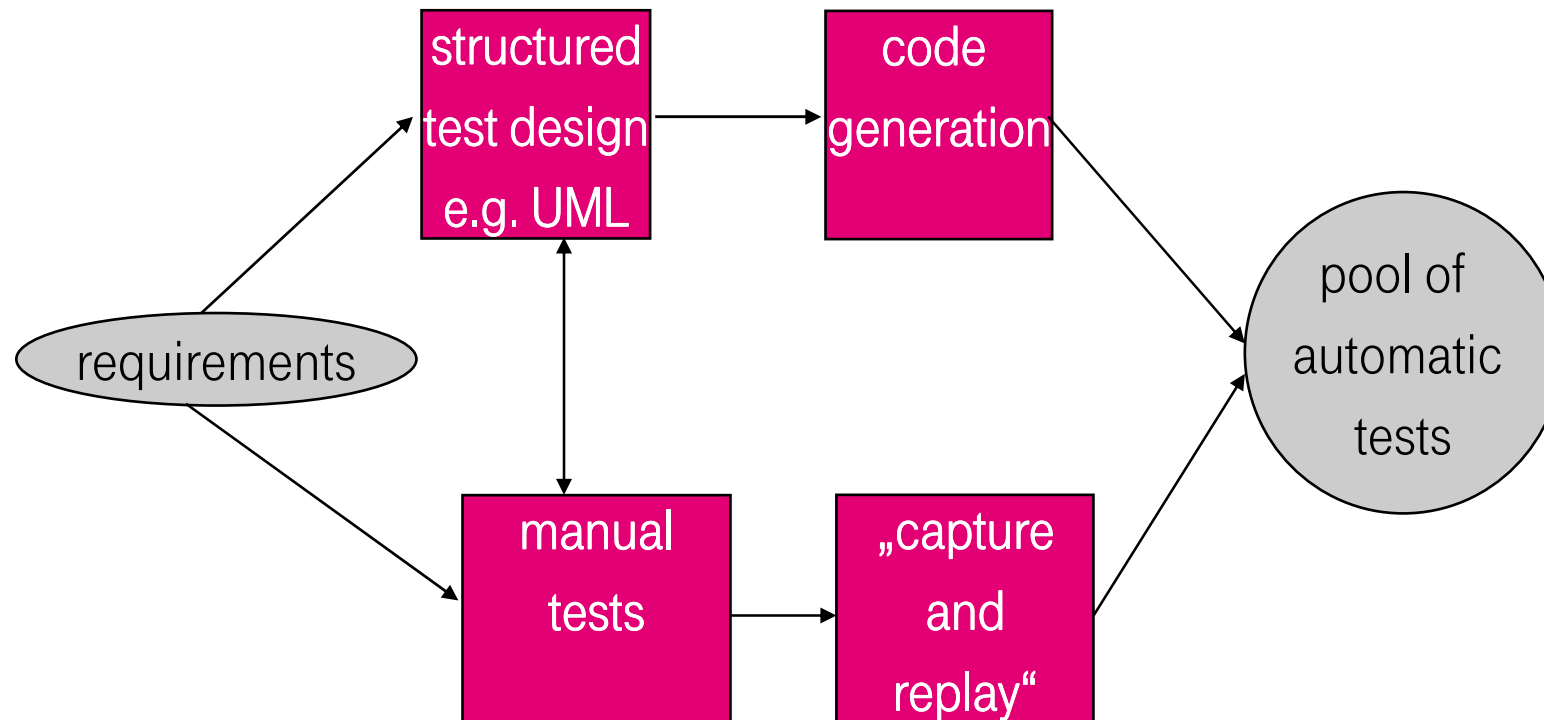 structured
test design
e.g. UML
code
generation
requirements
pool of
automatic
tests
manual
tests
„capture
and
replay“